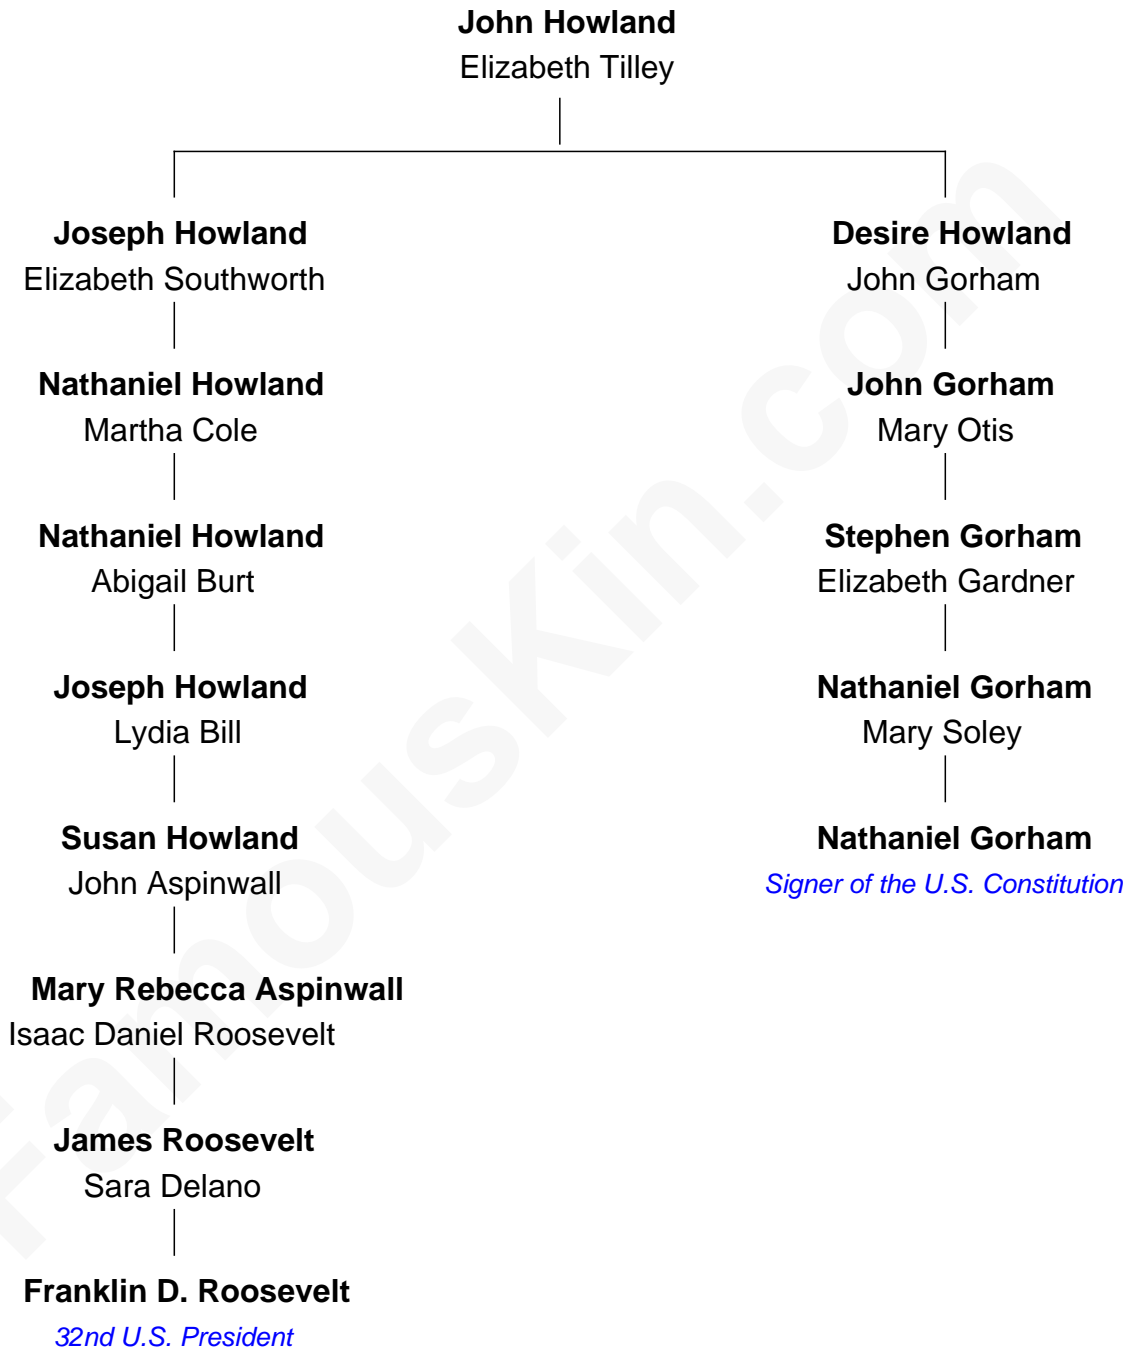 John Howland
Elizabeth Tilley
Joseph Howland
Elizabeth Southworth
Desire Howland
John Gorham
Nathaniel Howland
Martha Cole
John Gorham
Mary Otis
Nathaniel Howland
Abigail Burt
Stephen Gorham
Elizabeth Gardner
Joseph Howland
Lydia Bill
Nathaniel Gorham
Mary Soley
Susan Howland
John Aspinwall
Nathaniel Gorham
Signer of the U.S. Constitution
Mary Rebecca Aspinwall
Isaac Daniel Roosevelt
James Roosevelt
Sara Delano
Franklin D. Roosevelt
32nd U.S. President
FamousKin.com